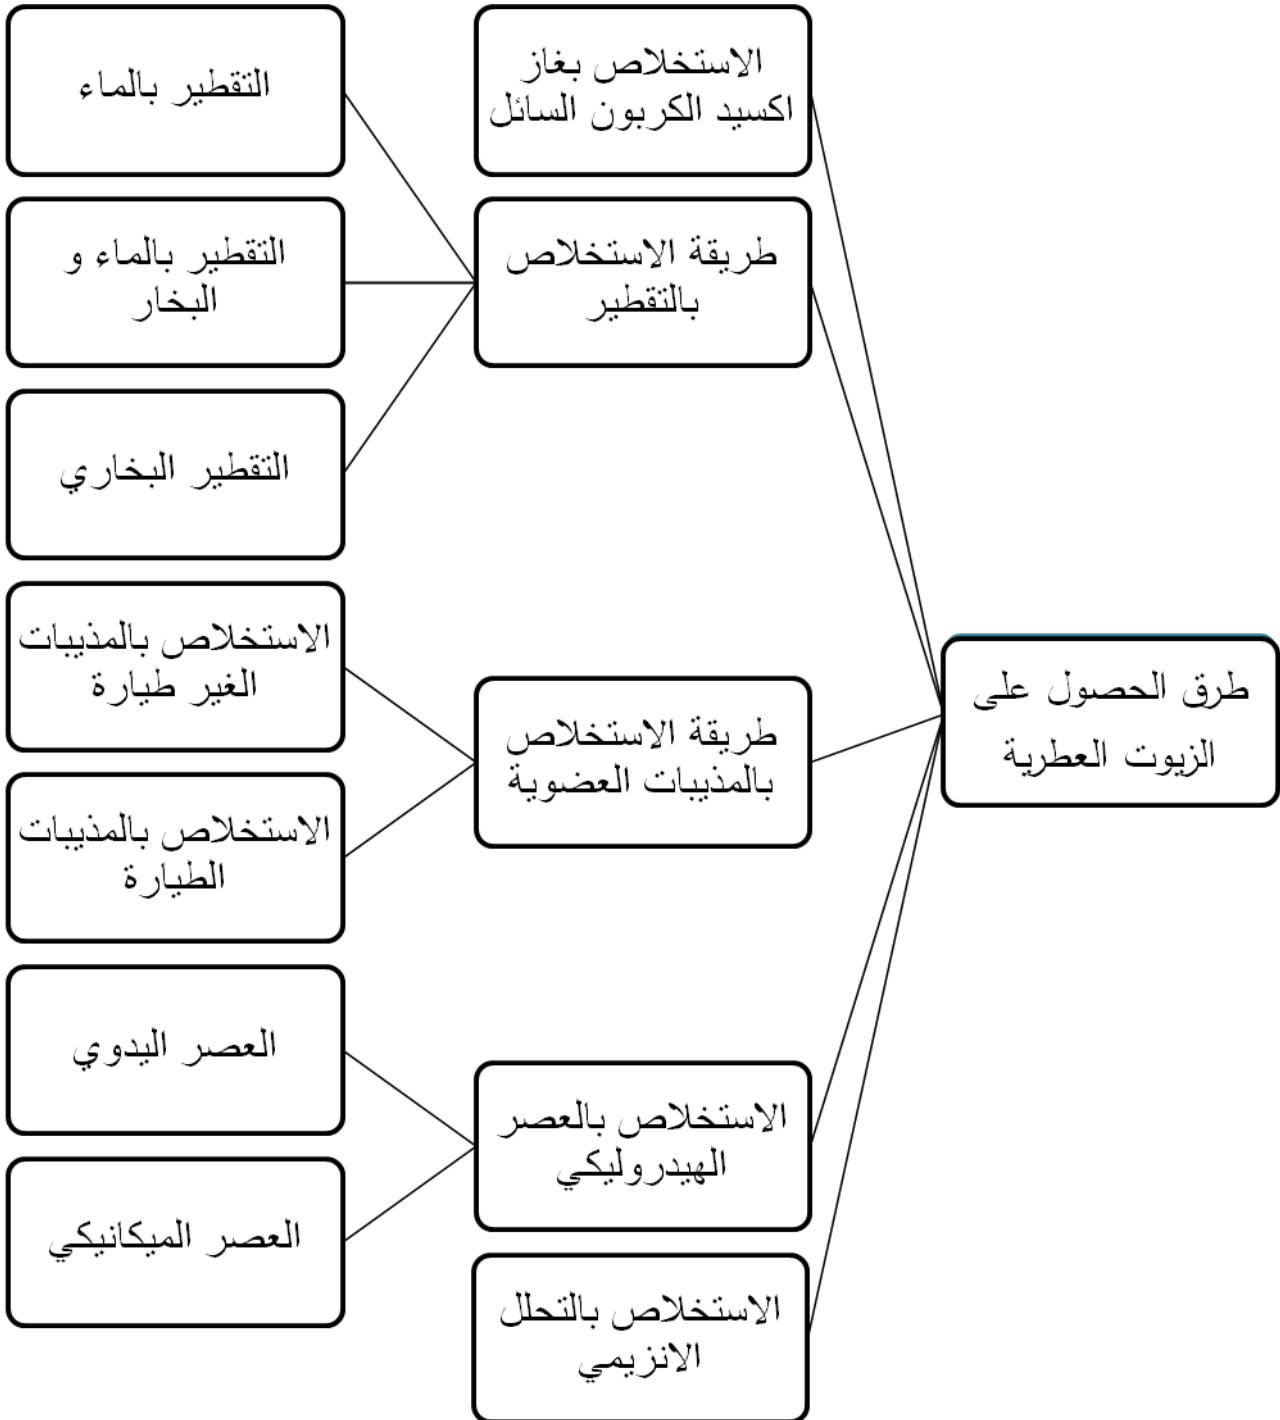 طرق الحصول على
الزيوت العطرية
الاستخلاص بغاز
اكسيد الكربون السائل
طريقة الاستخلاص
بالتقطير
التقطير بالماء
التقطير بالماء و
البخار
التقطير البخاري
طريقة الاستخلاص
بالمذيبات العضوية
الاستخلاص بالمذيبات
الغير طيارة
الاستخلاص بالمذيبات
الطيارة
الاستخلاص بالعصر
الهيدروليكي
العصر اليدوي
العصر الميكانيكي
الاستخلاص بالتحلل
الانزيمي